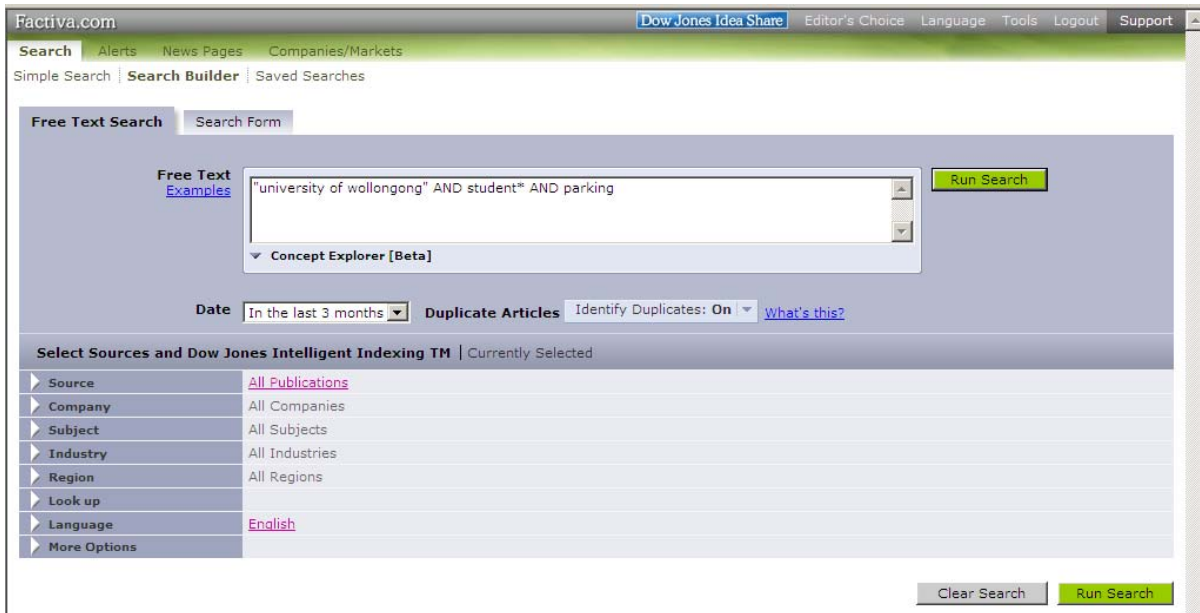 Factiva.com Dow Jones Idea Share Editor's Choice Language Tools Logout Support
Search Alerts News Pages Companies/Markets
Simple Search Search Builder Saved Searches
Free Text Search Search Form
Free Text "university of wollongong" AND student* AND parking Run Search
Examples
Concept Explorer [Beta]
Date In the last 3 months Duplicate Articles Identify Duplicates: On What's this?
Select Sources and Dow Jones Intelligent Indexing TM | Currently Selected
Source All Publications
Company All Companies
Subject All Subjects
Industry All Industries
Region All Regions
Look up
Language English
More Options
Clear Search Run Search